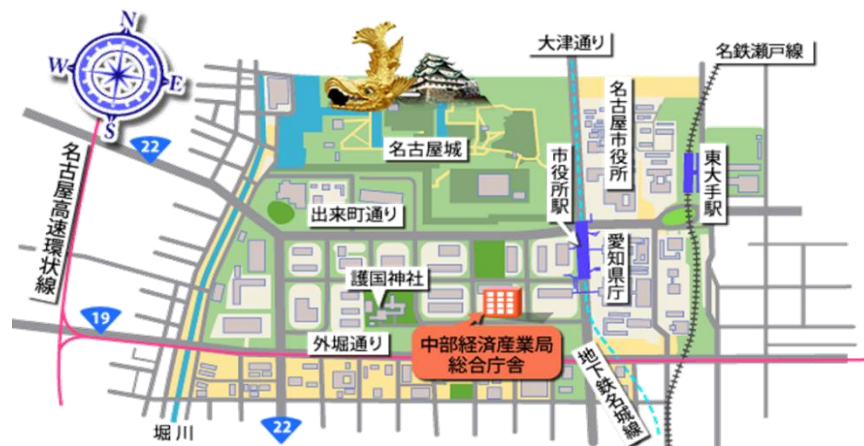 N
W
E
S
大津通り
名鉄瀬戸線
22
名古屋高速環状線
名古屋城
名古屋市役所
市役所駅
東大手駅
出来町通り
愛知県庁
護国神社
19
外堀通り
中部経済産業局
総合庁舎
地下鉄名城線
堀川
22